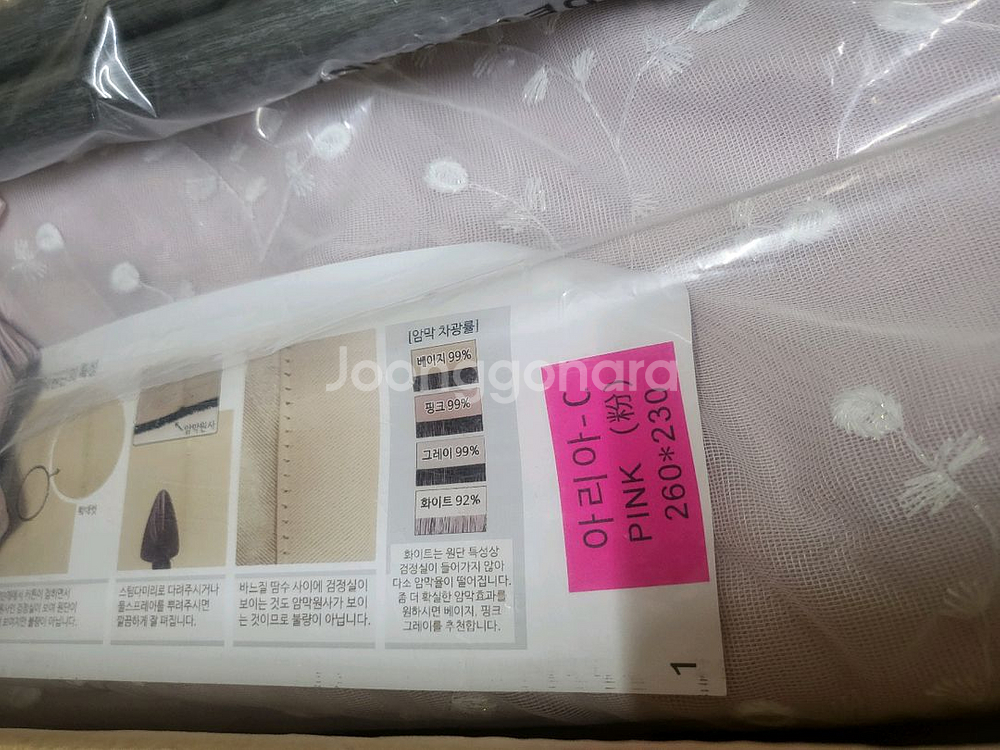 Joonggonara
[암막 차광률]
베이지 99%
핑크 99%
그레이 99%
화이트 92%
화이트는 원단 특성상
검정실이 들어가지 않아
다소 암막율이 떨어집니다.
좀 더 확실한 암막효과를
원하시면 베이지, 핑크
그레이를 추천합니다.
암막원사
스팀다미리로 다려주시거나
물스프레이를 뿌려주시면
깔끔하게 잘 펴집니다.
바느질 땀수 사이에 검정실이
보이는 것도 암막원사가 보이
는 것이므로 불량이 아닙니다.
아리아-C
PINK (粉)
260*230
1